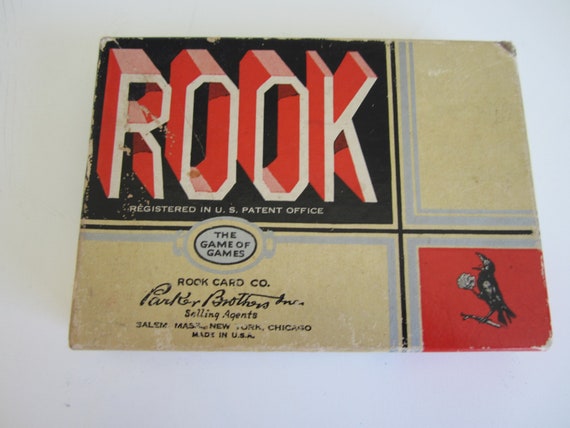 ROOK
REGISTERED IN U. S. PATENT OFFICE
THE
GAME OF
GAMES
ROOK CARD CO.
Parker Brothers Inc.
Selling Agents
SALEM, MASS., NEW YORK, CHICAGO
MADE IN U.S.A.